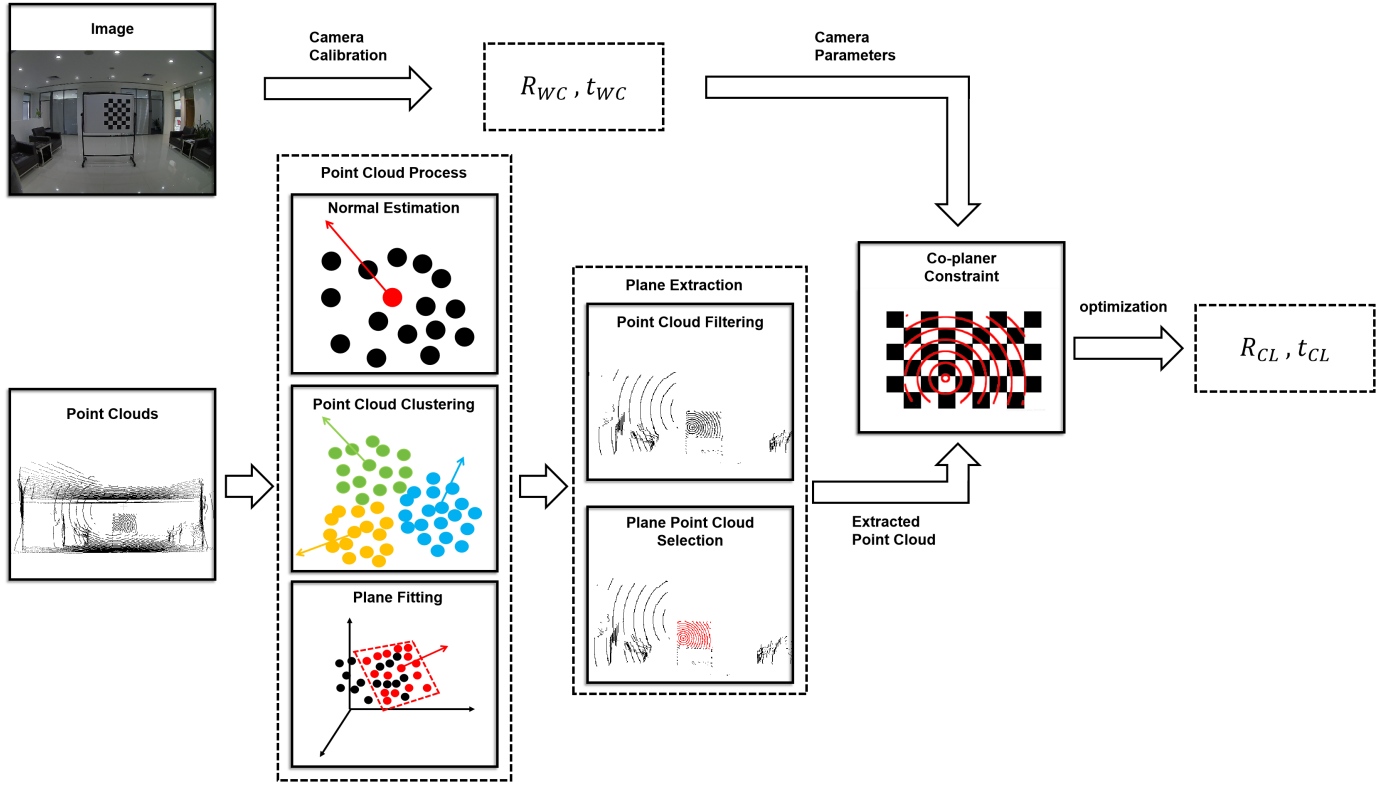 Image
Camera
Calibration
R_WC , t_WC
Camera
Parameters
Point Cloud Process
Normal Estimation
Point Cloud Clustering
Plane Fitting
Point Clouds
Plane Extraction
Point Cloud Filtering
Plane Point Cloud
Selection
Co-planer
Constraint
Extracted
Point Cloud
optimization
R_CL , t_CL